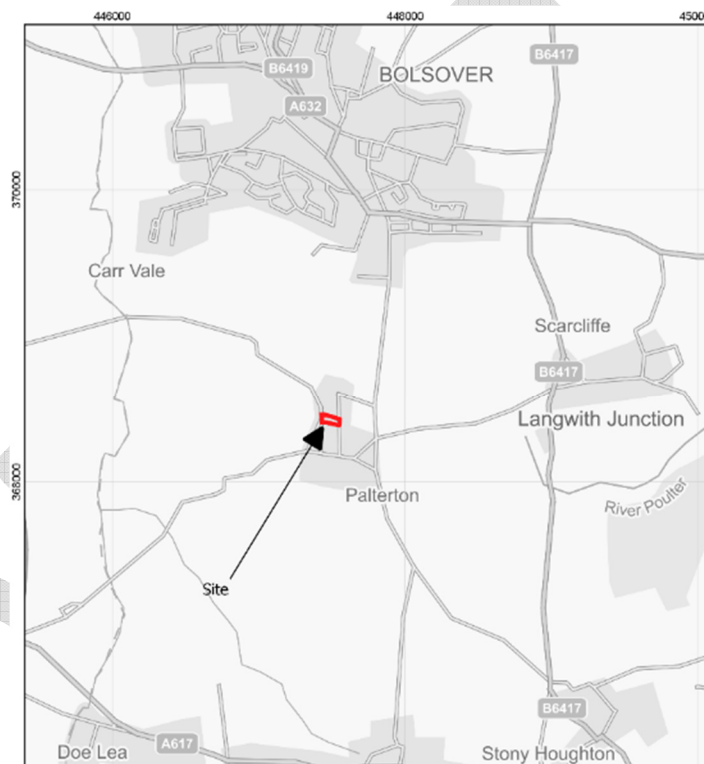 446000
448000
450000
B6419
B6417
BOLSOVER
A632
370000
Carr Vale
Scarcliffe
B6417
Langwith Junction
368000
Palterton
River Poulter
Site
B6417
A617
Doe Lea
Stony Houghton